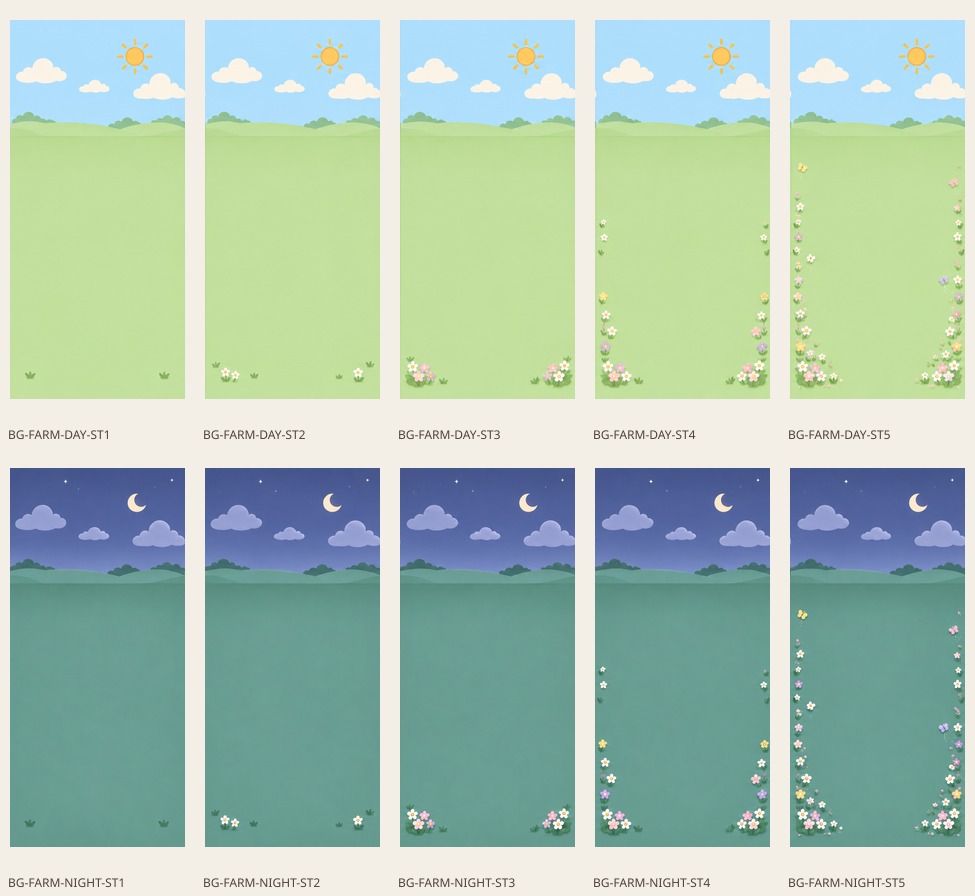 BG-FARM-DAY-ST1
BG-FARM-DAY-ST2
BG-FARM-DAY-ST3
BG-FARM-DAY-ST4
BG-FARM-DAY-ST5
BG-FARM-NIGHT-ST1
BG-FARM-NIGHT-ST2
BG-FARM-NIGHT-ST3
BG-FARM-NIGHT-ST4
BG-FARM-NIGHT-ST5